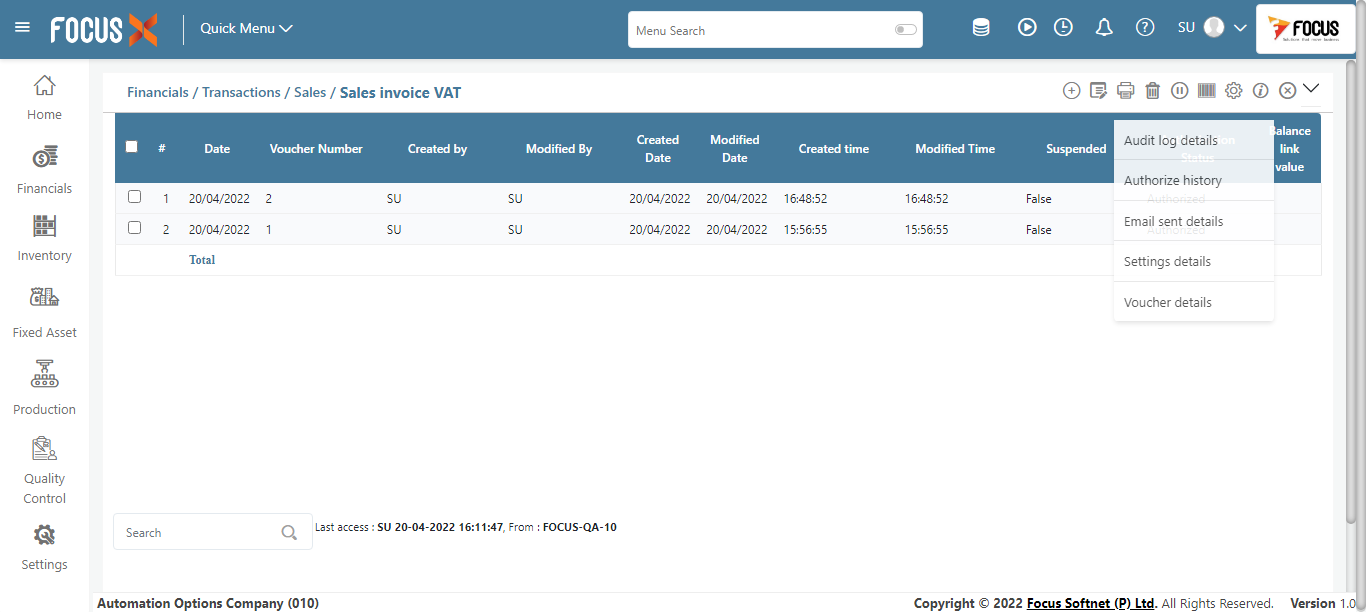 FOCUS X
Quick Menu
Menu Search
SU
FOCUS
Home
Financials
Inventory
Fixed Asset
Production
Quality
Control
Settings
Financials / Transactions / Sales / Sales invoice VAT
# Date Voucher Number Created by Modified By Created Date Modified Date Created time Modified Time Suspended Status Balance link value
1 20/04/2022 2 SU SU 20/04/2022 20/04/2022 16:48:52 16:48:52 False Authorized
2 20/04/2022 1 SU SU 20/04/2022 20/04/2022 15:56:55 15:56:55 False Authorized
Total
Audit log details
Authorize history
Email sent details
Settings details
Voucher details
Search
Last access : SU 20-04-2022 16:11:47, From : FOCUS-QA-10
Automation Options Company (010)
Copyright © 2022 Focus Softnet (P) Ltd. All Rights Reserved. Version 1.0